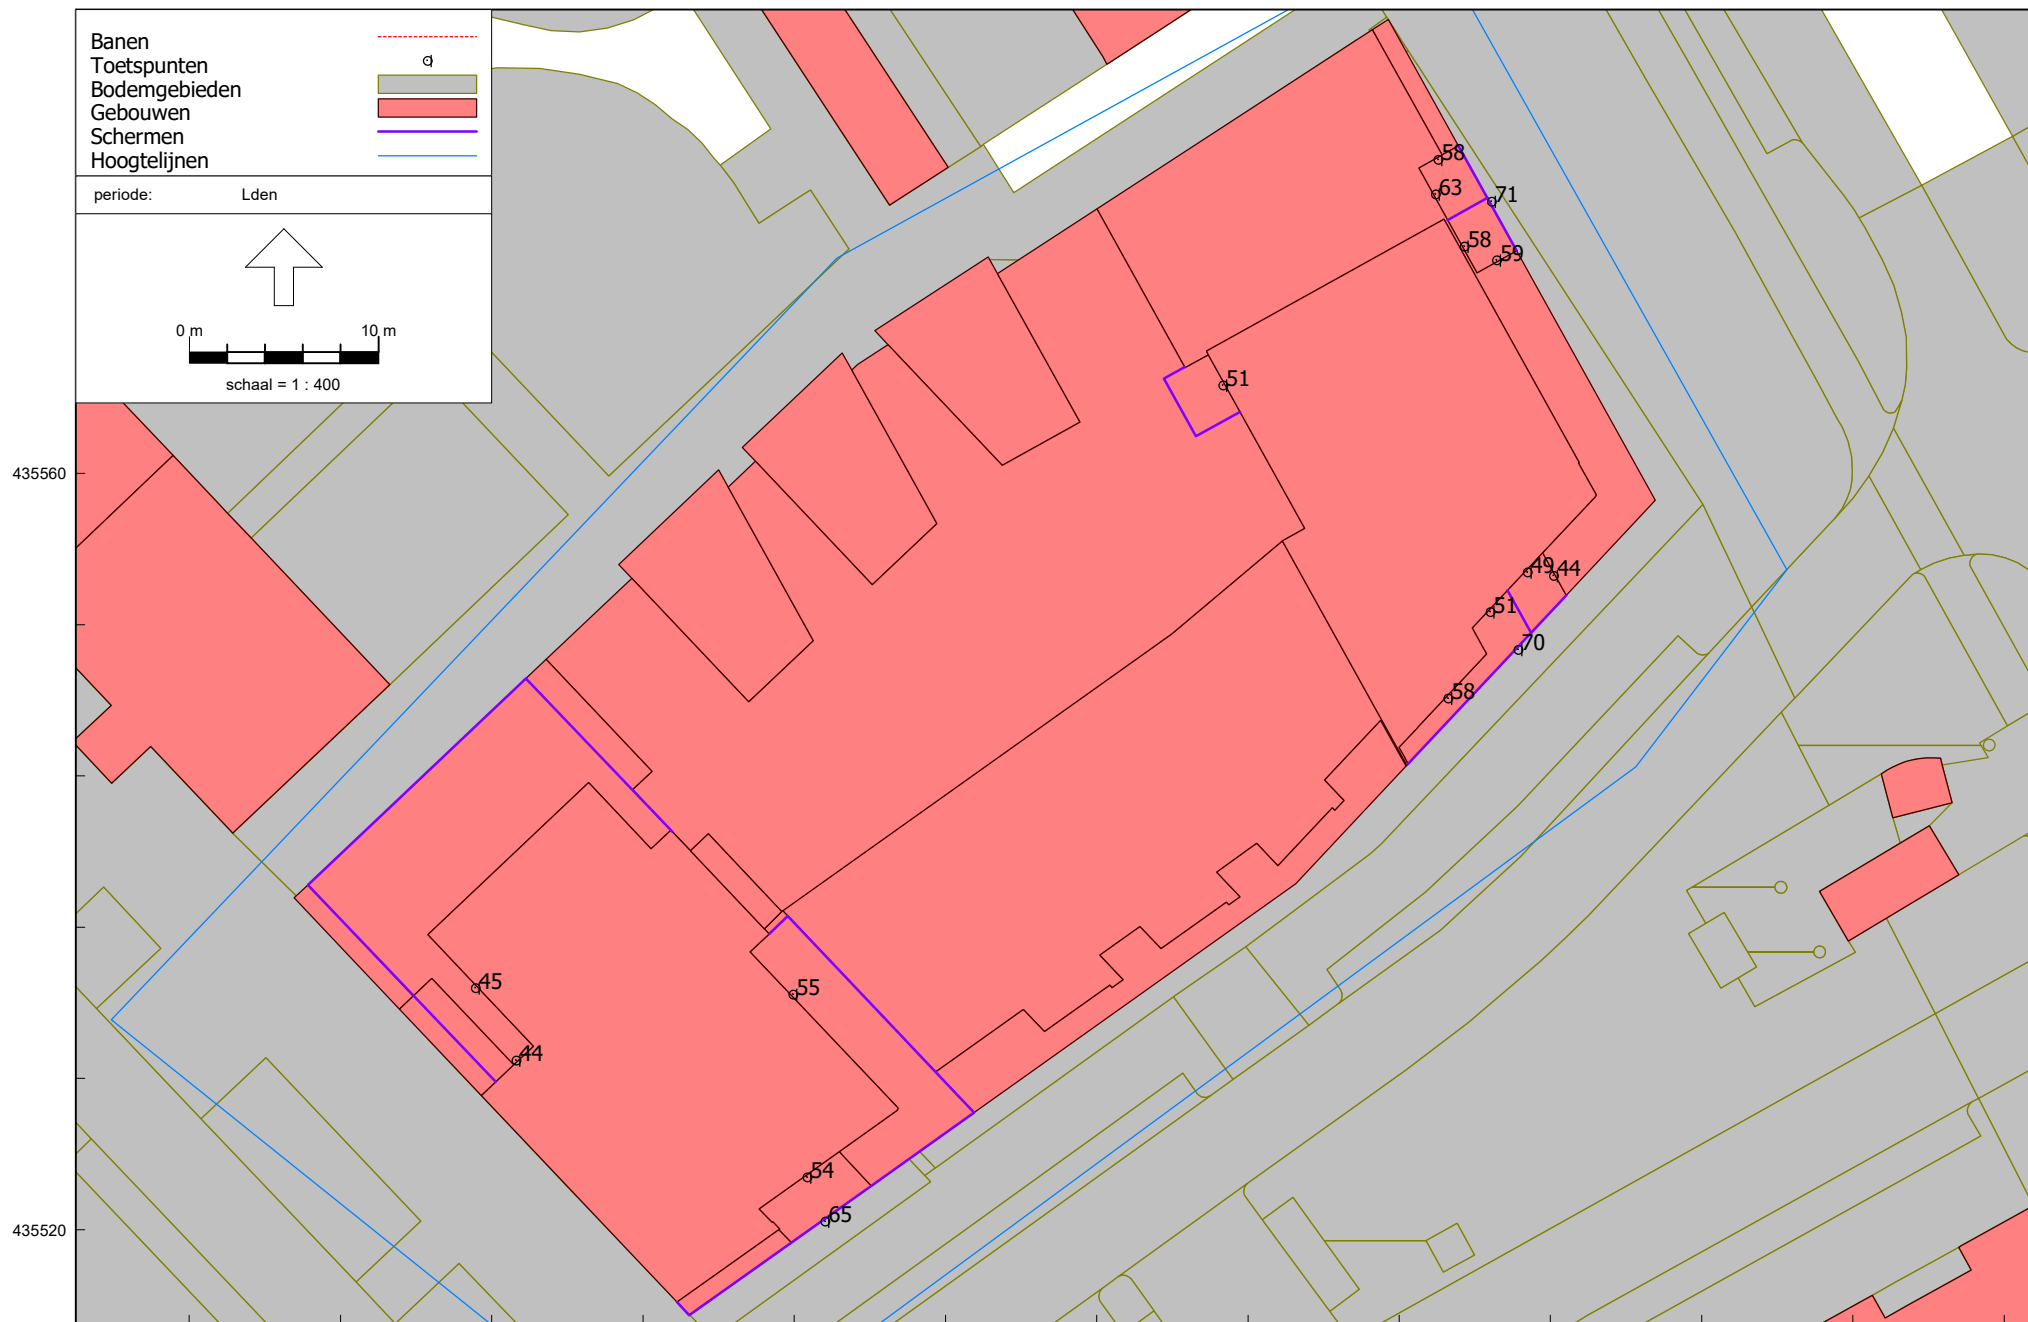 Banen
Toetspunten
Bodemgebieden
Gebouwen
Schermen
Hoogtelijnen
periode: Lden
0 m 10 m
schaal = 1 : 400
58
63
71
58
59
51
435560
49
44
51
70
58
45
55
44
54
65
435520